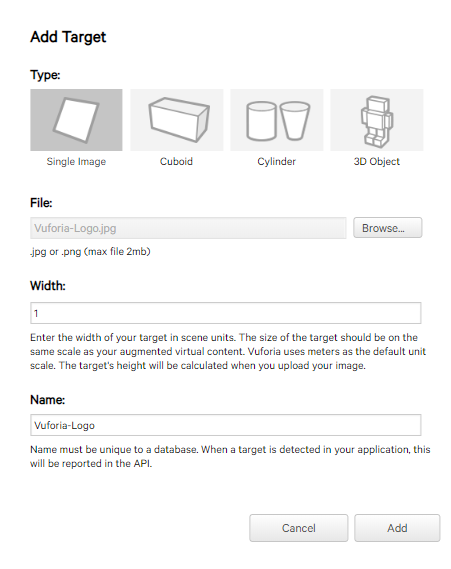 Add Target
Type:
Single Image
Cuboid
Cylinder
3D Object
File:
Vuforia-Logo.jpg
Browse...
.jpg or .png (max file 2mb)
Width:
1
Enter the width of your target in scene units. The size of the target should be on the
same scale as your augmented virtual content. Vuforia uses meters as the default unit
scale. The target's height will be calculated when you upload your image.
Name:
Vuforia-Logo
Name must be unique to a database. When a target is detected in your application, this
will be reported in the API.
Cancel
Add